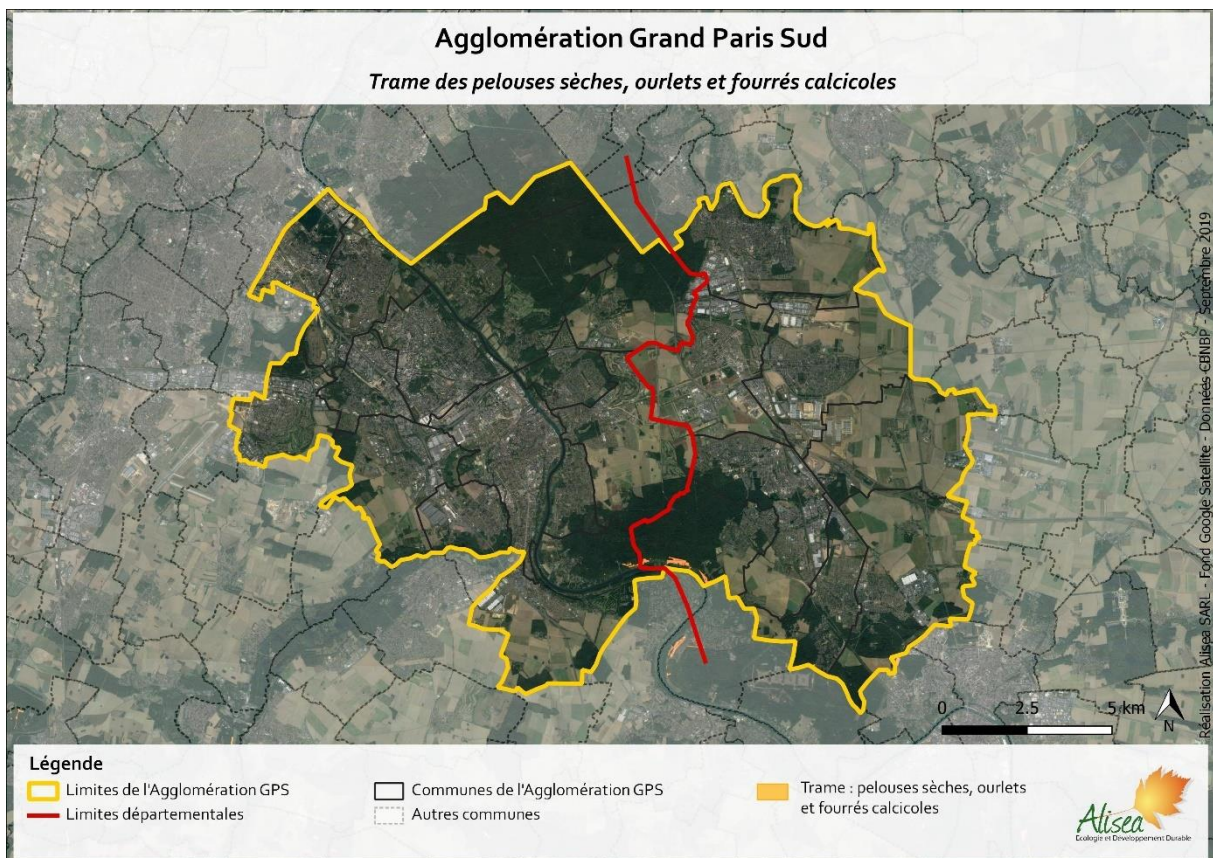 Agglomération Grand Paris Sud
Trame des pelouses sèches, ourlets et fourrés calcicoles
Réalisation Alisea SARL - Fond Google Satellite - Données CBNBP - Septembre 2019
0 2.5 5 km
N
Légende
Limites de l'Agglomération GPS
Limites départementales
Communes de l'Agglomération GPS
Autres communes
Trame : pelouses sèches, ourlets
et fourrés calcicoles
Alisea
Ecologie et Développement Durable